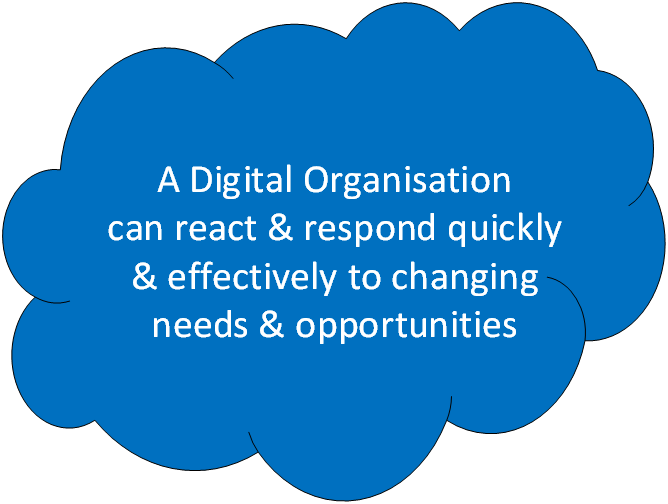 A Digital Organisation
can react & respond quickly
& effectively to changing
needs & opportunities